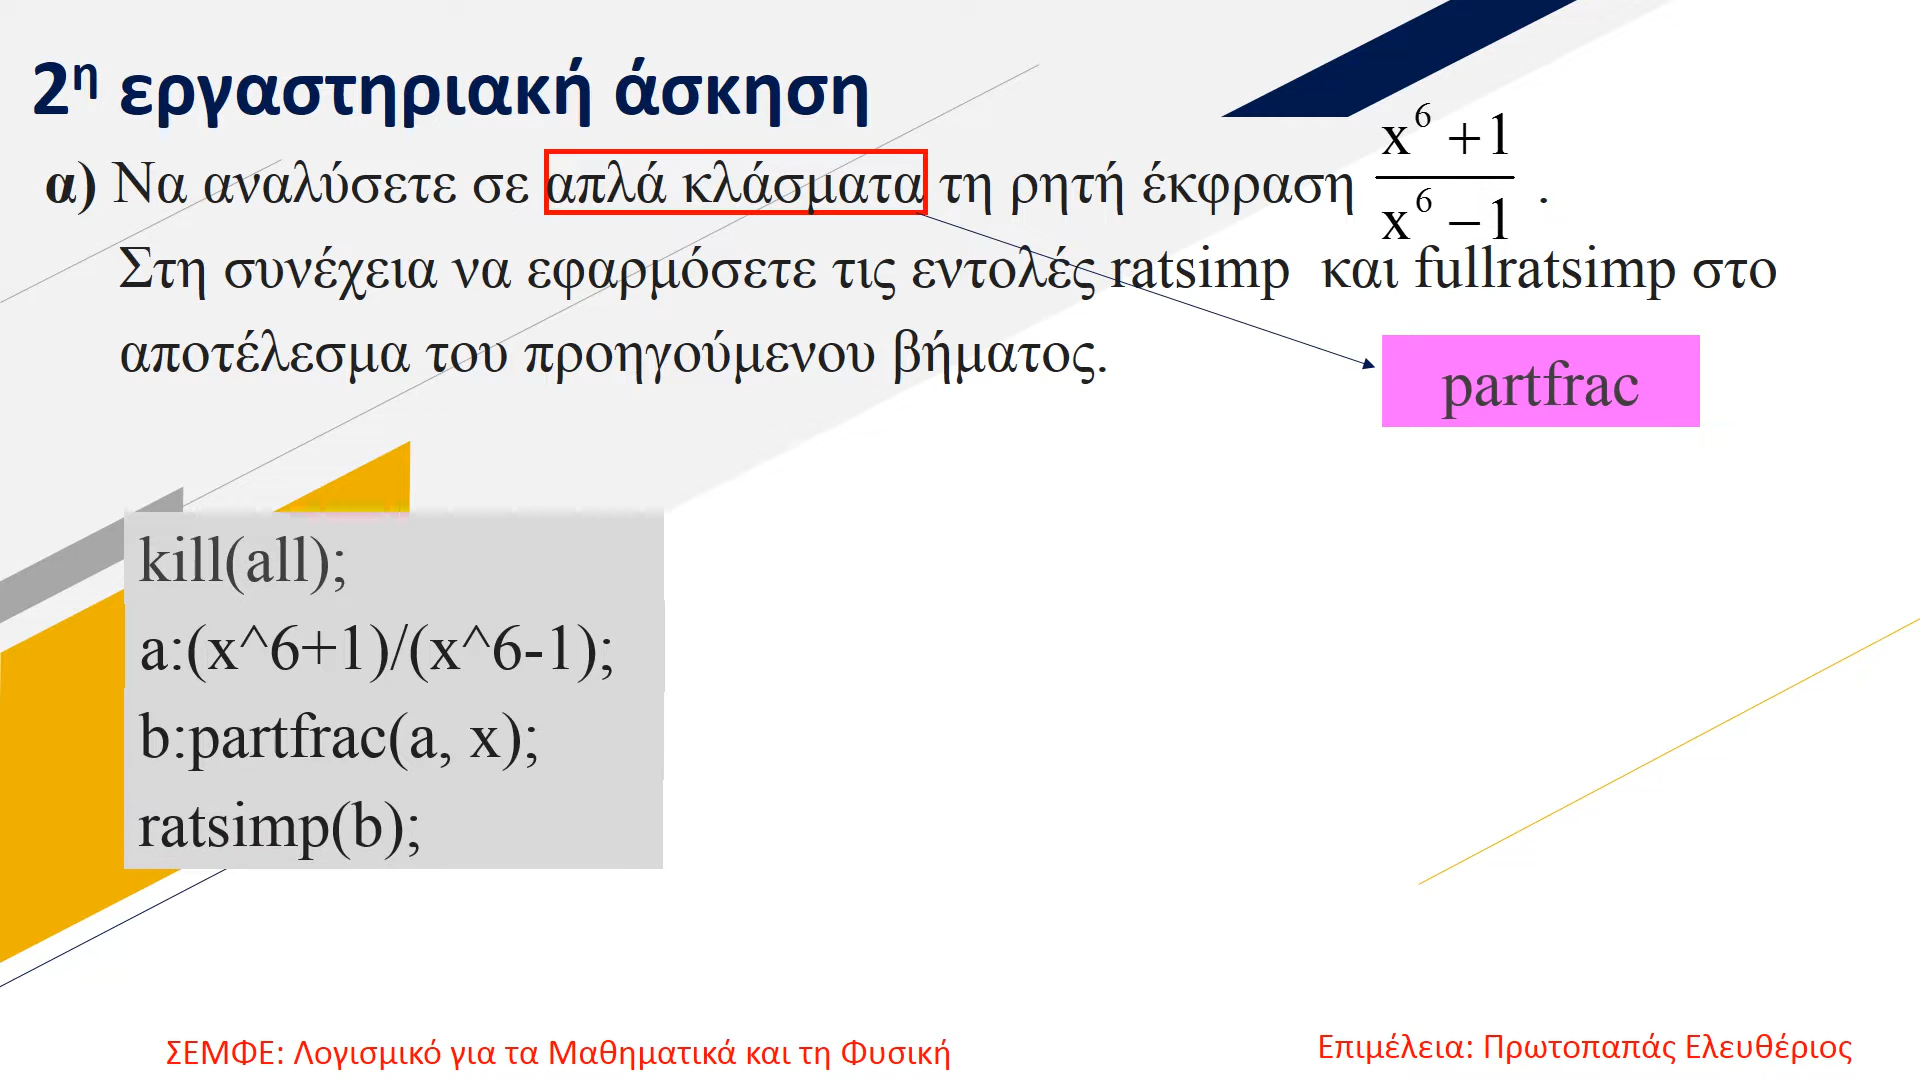 2η εργαστηριακή άσκηση
α) Να αναλύσετε σε απλά κλάσματα τη ρητή έκφραση (x^6+1)/(x^6−1) .
Στη συνέχεια να εφαρμόσετε τις εντολές ratsimp και fullratsimp στο
αποτέλεσμα του προηγούμενου βήματος.
partfrac
kill(all);
a:(x^6+1)/(x^6-1);
b:partfrac(a, x);
ratsimp(b);
ΣΕΜΦΕ: Λογισμικό για τα Μαθηματικά και τη Φυσική
Επιμέλεια: Πρωτοπαπάς Ελευθέριος